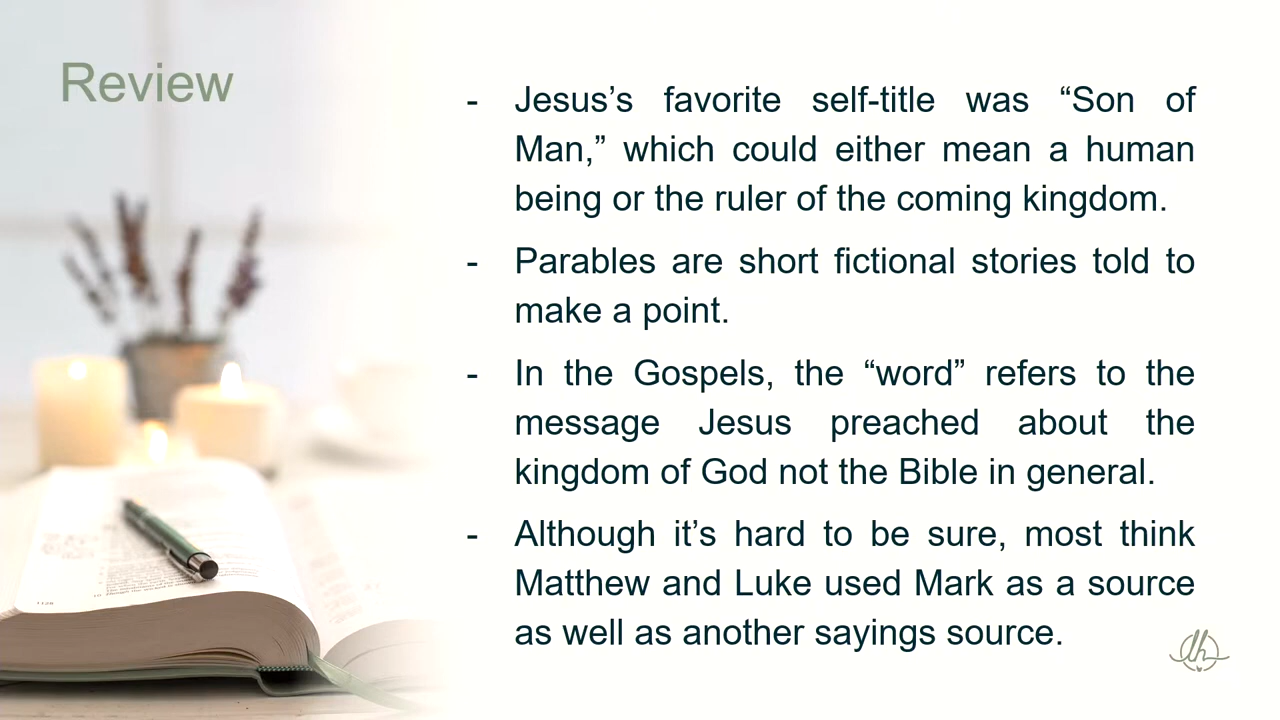 Review
- Jesus’s favorite self-title was “Son of
Man,” which could either mean a human
being or the ruler of the coming kingdom.
- Parables are short fictional stories told to
make a point.
- In the Gospels, the “word” refers to the
message Jesus preached about the
kingdom of God not the Bible in general.
- Although it’s hard to be sure, most think
Matthew and Luke used Mark as a source
as well as another sayings source.